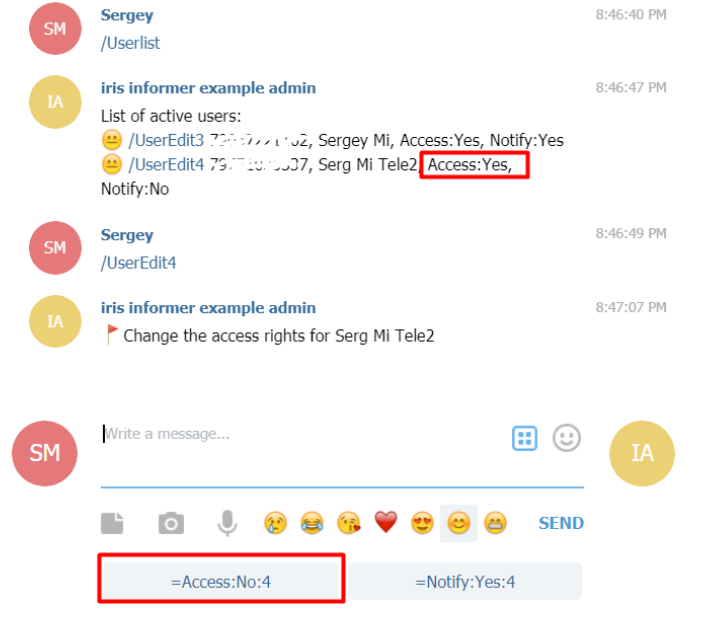 SM
Sergey
8:46:40 PM
/Userlist
IA
iris informer example admin
8:46:47 PM
List of active users:
/UserEdit3 Sergey Mi, Access:Yes, Notify:Yes
/UserEdit4 Serg Mi Tele2, Access:Yes,
Notify:No
SM
Sergey
8:46:49 PM
/UserEdit4
IA
iris informer example admin
8:47:07 PM
Change the access rights for Serg Mi Tele2
SM
Write a message...
IA
SEND
=Access:No:4
=Notify:Yes:4